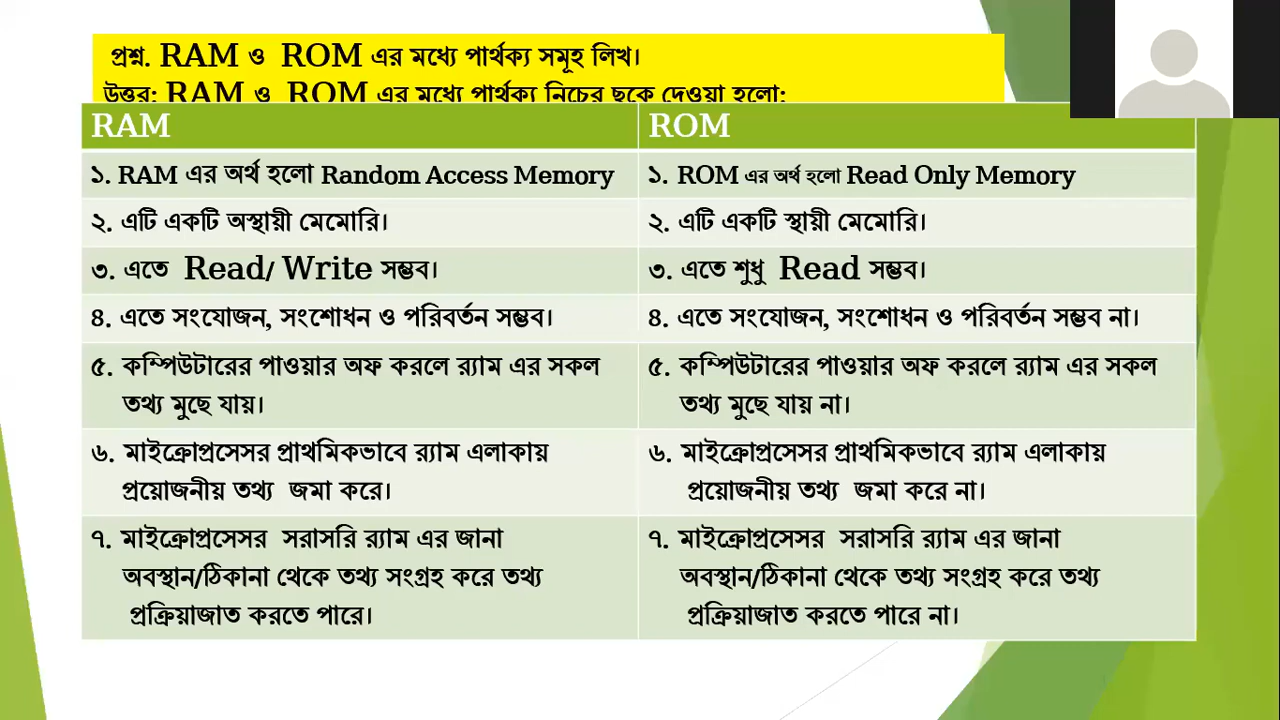 প্রশ্ন. RAM ও ROM এর মধ্যে পার্থক্য সমূহ লিখ।
উত্তর: RAM ও ROM এর মধ্যে পার্থক্য নিচের ছকে দেওয়া হলো:
RAM
ROM
১. RAM এর অর্থ হলো Random Access Memory
১. ROM এর অর্থ হলো Read Only Memory
২. এটি একটি অস্থায়ী মেমোরি।
২. এটি একটি স্থায়ী মেমোরি।
৩. এতে Read/ Write সম্ভব।
৩. এতে শুধু Read সম্ভব।
৪. এতে সংযোজন, সংশোধন ও পরিবর্তন সম্ভব।
৪. এতে সংযোজন, সংশোধন ও পরিবর্তন সম্ভব না।
৫. কম্পিউটারের পাওয়ার অফ করলে র‍্যাম এর সকল
তথ্য মুছে যায়।
৫. কম্পিউটারের পাওয়ার অফ করলে র‍্যাম এর সকল
তথ্য মুছে যায় না।
৬. মাইক্রোপ্রসেসর প্রাথমিকভাবে র‍্যাম এলাকায়
প্রয়োজনীয় তথ্য জমা করে।
৬. মাইক্রোপ্রসেসর প্রাথমিকভাবে র‍্যাম এলাকায়
প্রয়োজনীয় তথ্য জমা করে না।
৭. মাইক্রোপ্রসেসর সরাসরি র‍্যাম এর জানা
অবস্থান/ঠিকানা থেকে তথ্য সংগ্রহ করে তথ্য
প্রক্রিয়াজাত করতে পারে।
৭. মাইক্রোপ্রসেসর সরাসরি র‍্যাম এর জানা
অবস্থান/ঠিকানা থেকে তথ্য সংগ্রহ করে তথ্য
প্রক্রিয়াজাত করতে পারে না।